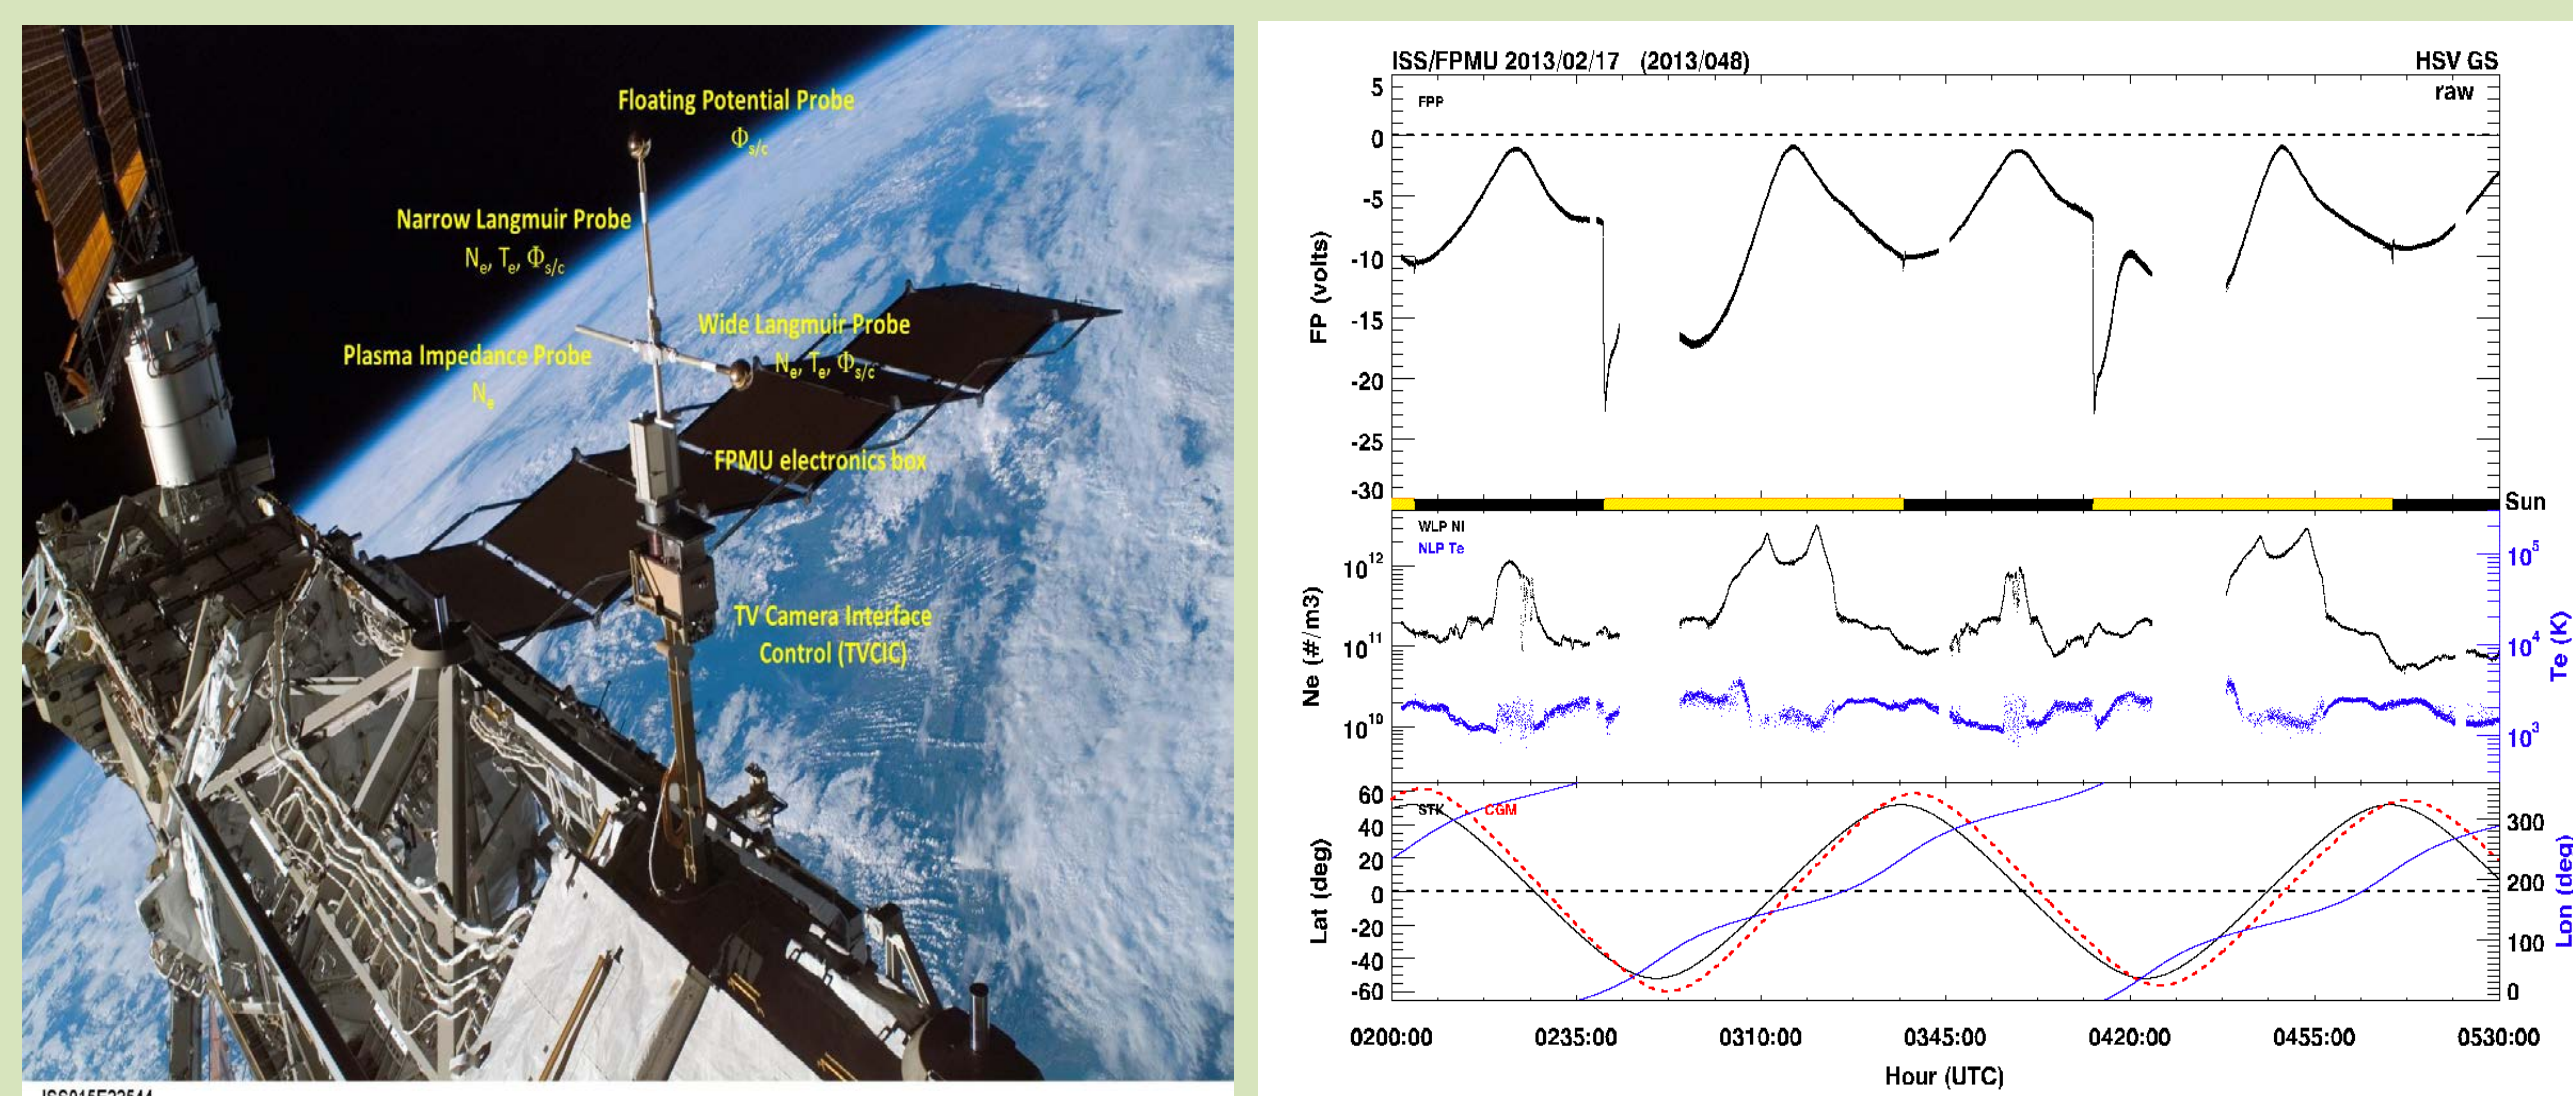 Floating Potential Probe
Φs/c
Narrow Langmuir Probe
Ne, Te, Φs/c
Wide Langmuir Probe
Ne, Te, Φs/c
Plasma Impedance Probe
Ne
FPMU electronics box
TV Camera Interface
Control (TVCIC)
ISS/FPMU 2013/02/17 (2013/048)
HSV GS
raw
FPP
5
0
-5
-10
-15
-20
-25
-30
FP (volts)
Sun
WLP NI
NLP Te
10^12
10^11
10^10
Ne (#/m3)
10^5
10^4
10^3
Te (K)
STK
CGM
60
40
20
0
-20
-40
-60
Lat (deg)
300
200
100
0
Lon (deg)
0200:00 0235:00 0310:00 0345:00 0420:00 0455:00 0530:00
Hour (UTC)